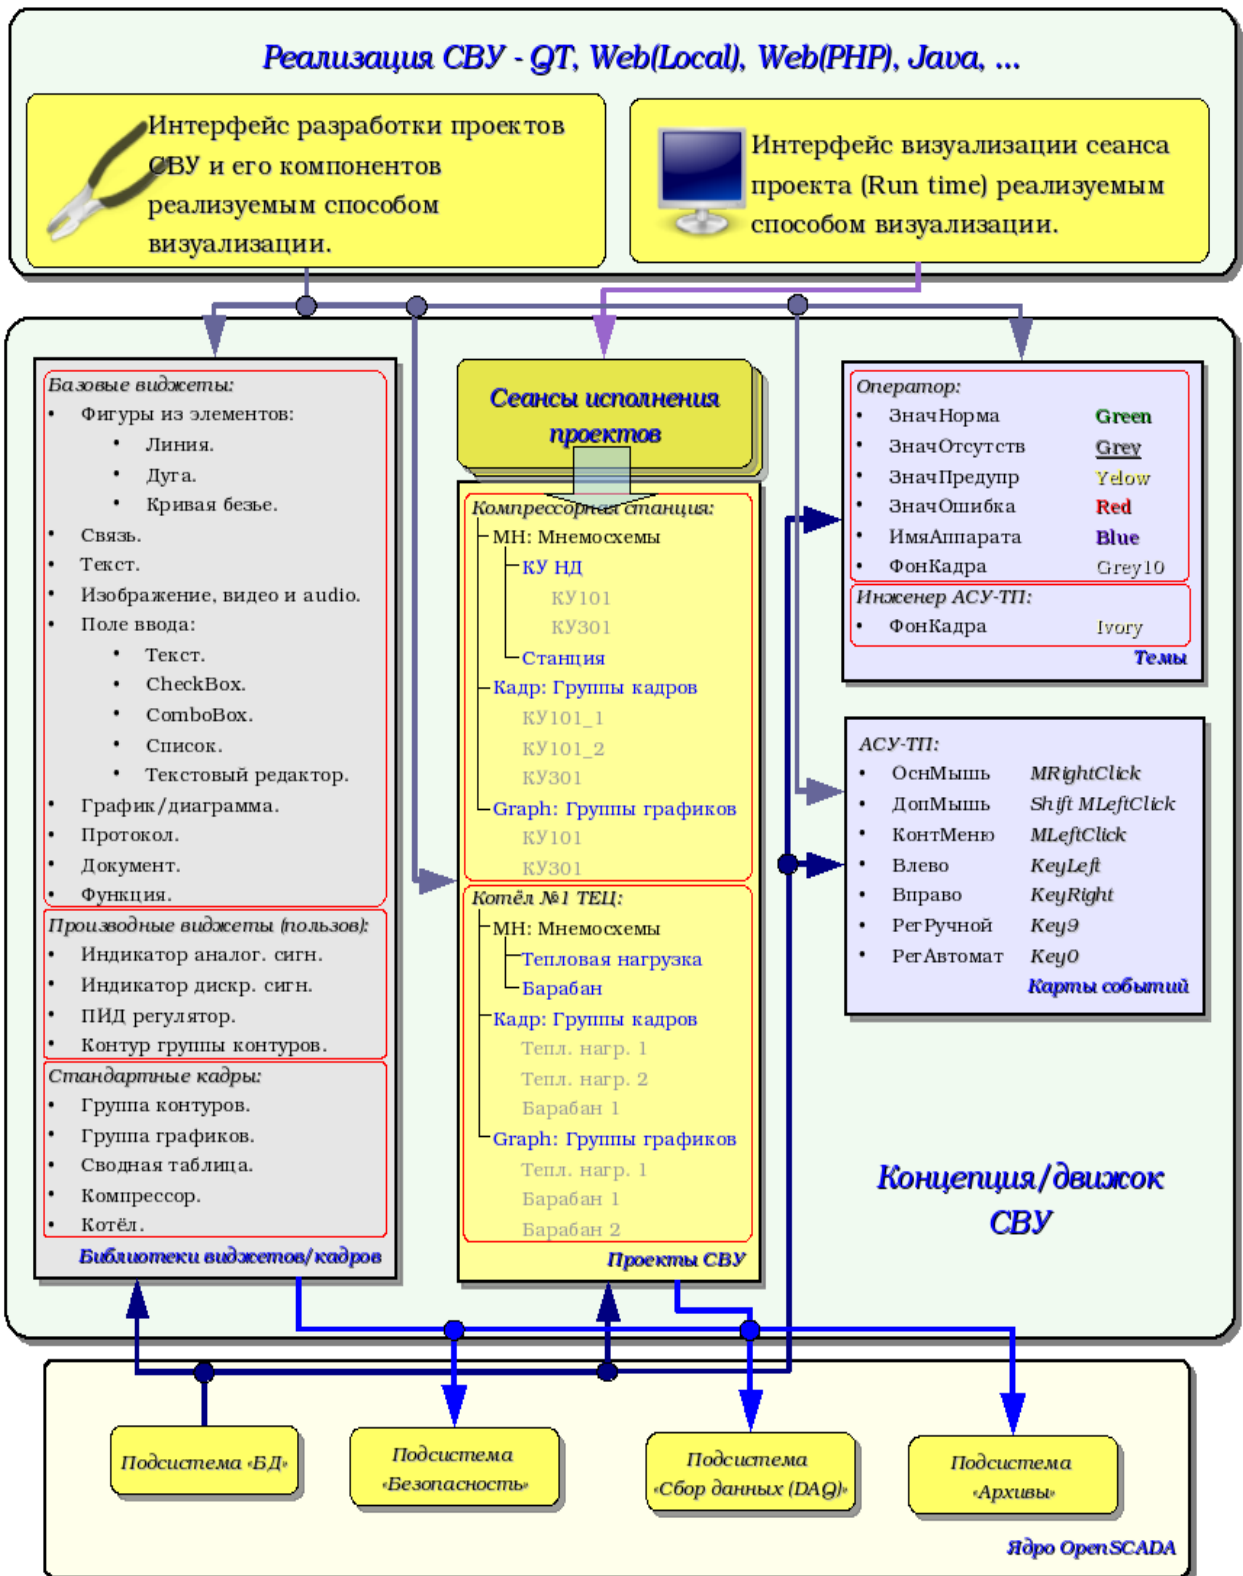 Реализация СВУ - QT, Web(Local), Web(PHP), Java, ...
Интерфейс разработки проектов
СВУ и его компонентов
реализуемым способом
визуализации.
Интерфейс визуализации сеанса
проекта (Run time) реализуемым
способом визуализации.
Базовые виджеты:
• Фигуры из элементов:
• Линия.
• Дуга.
• Кривая безье.
• Связь.
• Текст.
• Изображение, видео и audio.
• Поле ввода:
• Текст.
• CheckBox.
• ComboBox.
• Список.
• Текстовый редактор.
• График/диаграмма.
• Протокол.
• Документ.
• Функция.
Производные виджеты (пользов):
• Индикатор аналог. сигн.
• Индикатор дискр. сигн.
• ПИД регулятор.
• Контур группы контуров.
Стандартные кадры:
• Группа контуров.
• Группа графиков.
• Сводная таблица.
• Компрессор.
• Котёл.
Библиотеки виджетов/кадров
Сеансы исполнения
проектов
Компрессорная станция:
МН: Мнемосхемы
КУ НД
КУ101
КУ301
Станция
Кадр: Группы кадров
КУ101_1
КУ101_2
КУ301
Graph: Группы графиков
КУ101
КУ301
Котёл №1 ТЕЦ:
МН: Мнемосхемы
Тепловая нагрузка
Барабан
Кадр: Группы кадров
Тепл. нагр. 1
Тепл. нагр. 2
Барабан 1
Graph: Группы графиков
Тепл. нагр. 1
Барабан 1
Барабан 2
Проекты СВУ
Оператор:
• ЗначНорма Green
• ЗначОтсутств Grey
• ЗначПредупр Yelow
• ЗначОшибка Red
• ИмяАппарата Blue
• ФонКадра Grey10
Инженер АСУ-ТП:
• ФонКадра Ivory
Темы
АСУ-ТП:
• ОснМышь MRightClick
• ДопМышь Shift MLeftClick
• КонтМеню MLeftClick
• Влево KeyLeft
• Вправо KeyRight
• РегРучной Key9
• РегАвтомат Key0
Карты событий
Концепция/движок
СВУ
Подсистема «БД»
Подсистема
«Безопасность»
Подсистема
«Сбор данных (DAQ)»
Подсистема
«Архивы»
Ядро OpenSCADA